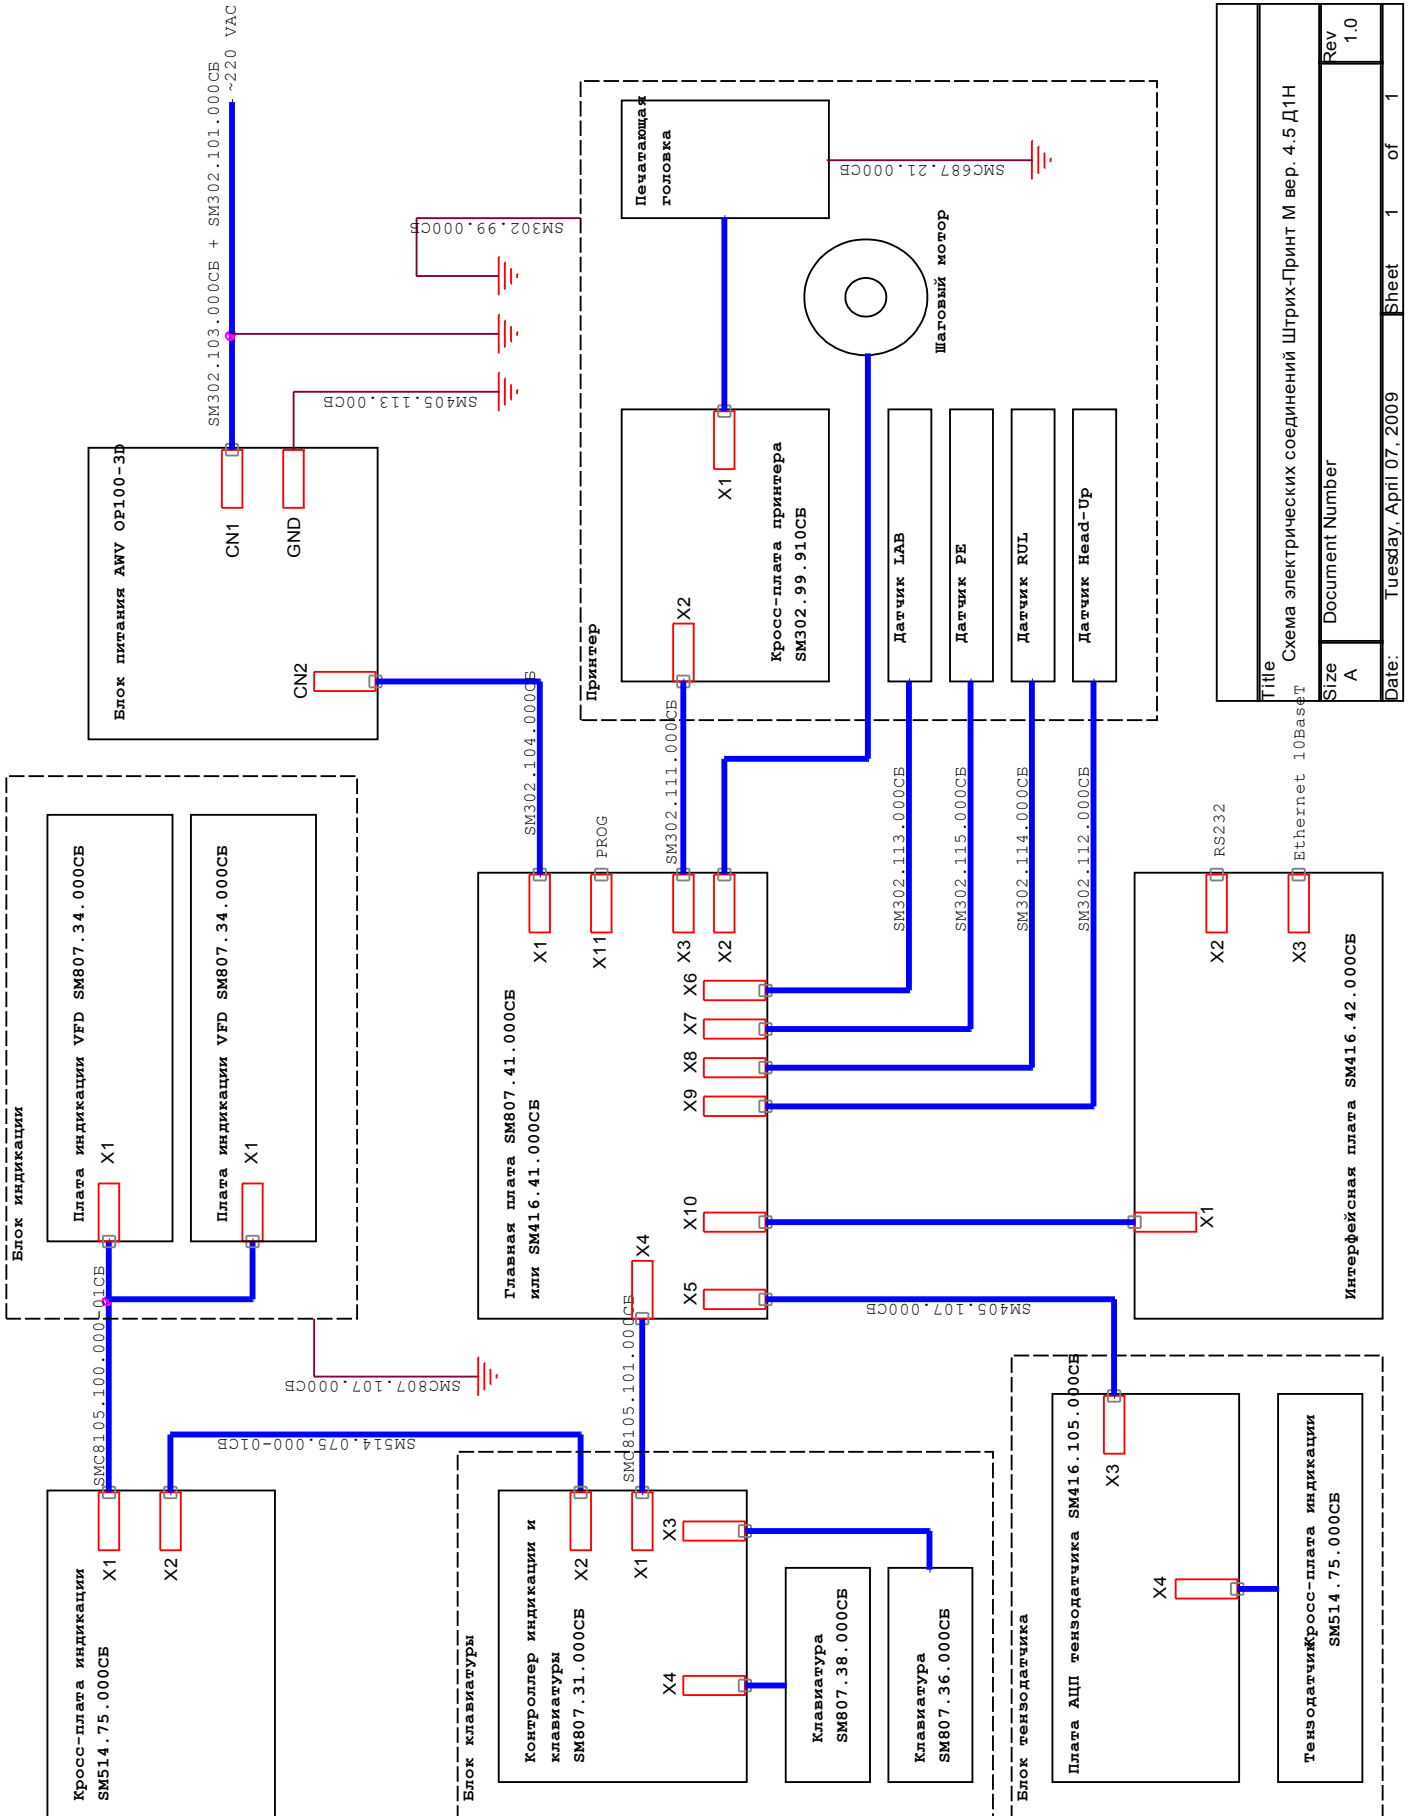 Блок индикации
Плата индикации VFD SM807.34.000СБ
X1
Плата индикации VFD SM807.34.000СБ
X1
Блок питания AWV OP100-3D
CN1
GND
CN2
SM302.103.000СБ + SM302.101.000СБ
~220 VAC
SM405.113.00СБ
SM302.99.000СБ
SM302.104.000СБ
Принтер
Печатающая
головка
SMC687.21.000СБ
Шаговый мотор
Кросс-плата принтера
SM302.99.910СБ
X1
X2
Датчик LAB
Датчик PE
Датчик RUL
Датчик Head-Up
SM302.111.000СБ
SM302.113.000СБ
SM302.115.000СБ
SM302.114.000СБ
SM302.112.000СБ
Главная плата SM807.41.000СБ
или SM416.41.000СБ
X1
X11
PROG
X3
X2
X6
X7
X8
X9
X10
X5
X4
Интерфейсная плата SM416.42.000СБ
X1
X2
RS232
X3
Ethernet 10BaseT
SM405.107.000СБ
SMC8105.101.000СБ
SMC8105.100.000-01СБ
SMC807.107.000СБ
SM514.075.000-01СБ
Кросс-плата индикации
SM514.75.000СБ
X1
X2
Блок клавиатуры
Контроллер индикации и
клавиатуры
SM807.31.000СБ
X2
X1
X3
X4
Клавиатура
SM807.38.000СБ
Клавиатура
SM807.36.000СБ
Блок тензодатчика
Плата АЦП тензодатчика SM416.105.000СБ
X3
X4
Тензодатчик
Кросс-плата индикации
SM514.75.000СБ
Title
Схема электрических соединений Штрих-Принт М вер. 4.5 Д1Н
Size
A
Document Number
Rev
1.0
Date:
Tuesday, April 07, 2009
Sheet
1
of
1